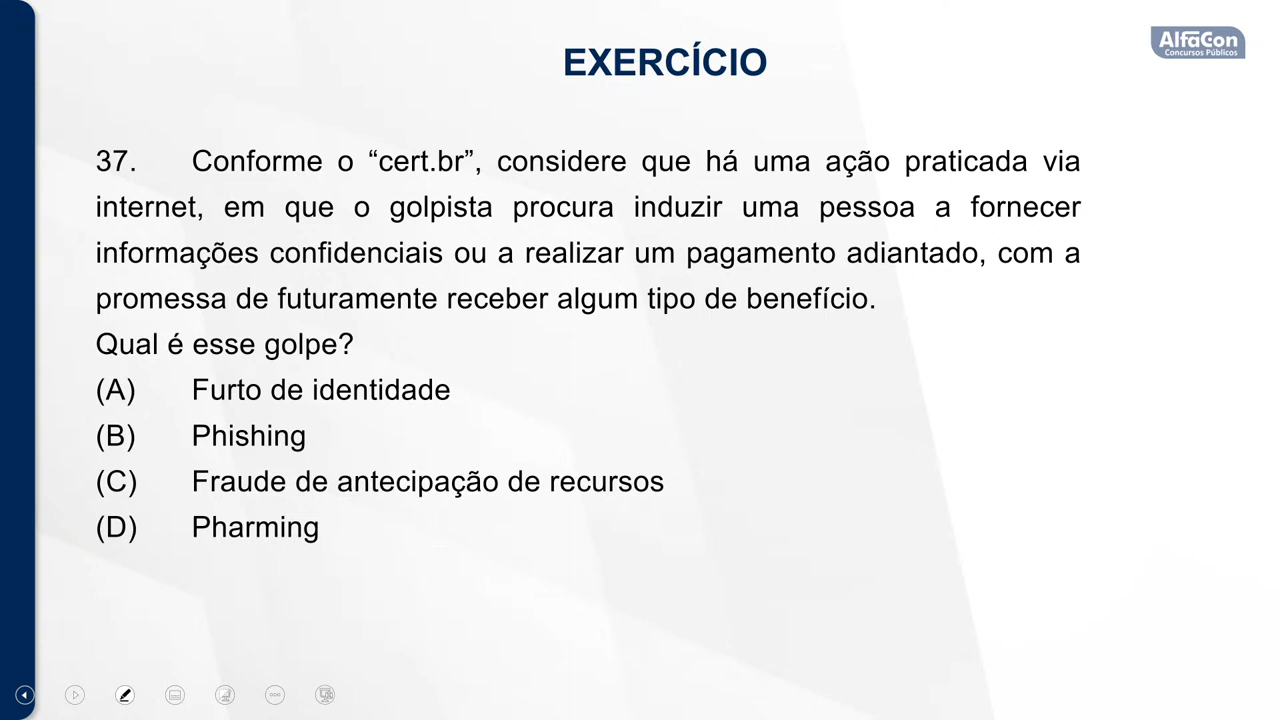 AlfaCon
Concursos Públicos
EXERCÍCIO
37. Conforme o “cert.br”, considere que há uma ação praticada via
internet, em que o golpista procura induzir uma pessoa a fornecer
informações confidenciais ou a realizar um pagamento adiantado, com a
promessa de futuramente receber algum tipo de benefício.
Qual é esse golpe?
(A) Furto de identidade
(B) Phishing
(C) Fraude de antecipação de recursos
(D) Pharming